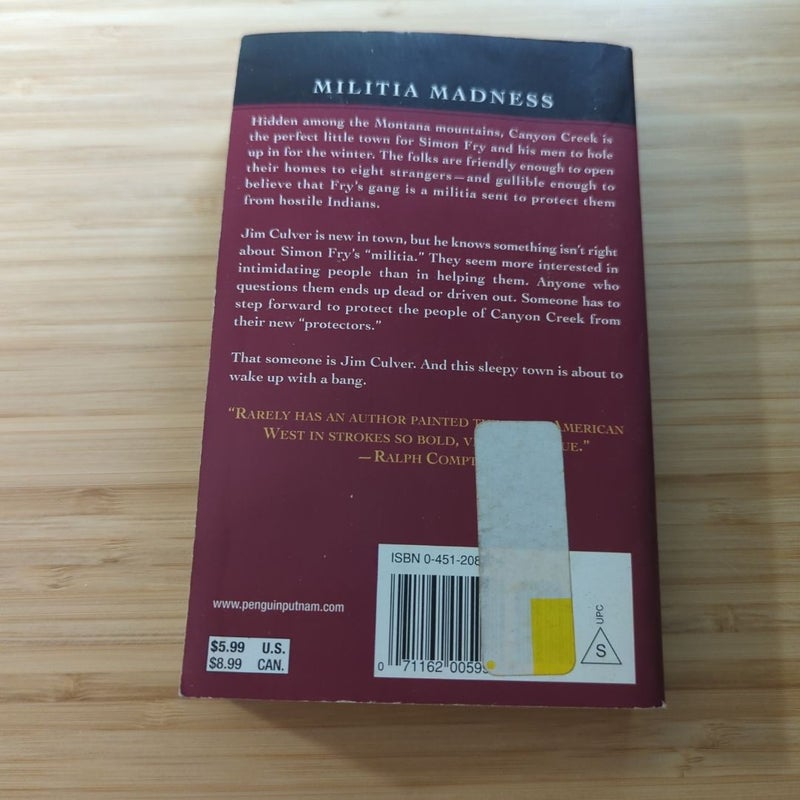 MILITIA MADNESS
Hidden among the Montana mountains, Canyon Creek is
the perfect little town for Simon Fry and his men to hole
up in for the winter. The folks are friendly enough to open
their homes to eight strangers—and gullible enough to
believe that Fry's gang is a militia sent to protect them
from hostile Indians.
Jim Culver is new in town, but he knows something isn't right
about Simon Fry's "militia." They seem more interested in
intimidating people than in helping them. Anyone who
questions them ends up dead or driven out. Someone has to
step forward to protect the people of Canyon Creek from
their new "protectors."
That someone is Jim Culver. And this sleepy town is about to
wake up with a bang.
"RARELY HAS AN AUTHOR PAINTED AMERICAN
WEST IN STROKES SO BOLD,
—RALPH
ISBN 0-451-208
www.penguinputnam.com
$5.99 U.S.
$8.99 CAN.
0 71162 00599
UPC
S